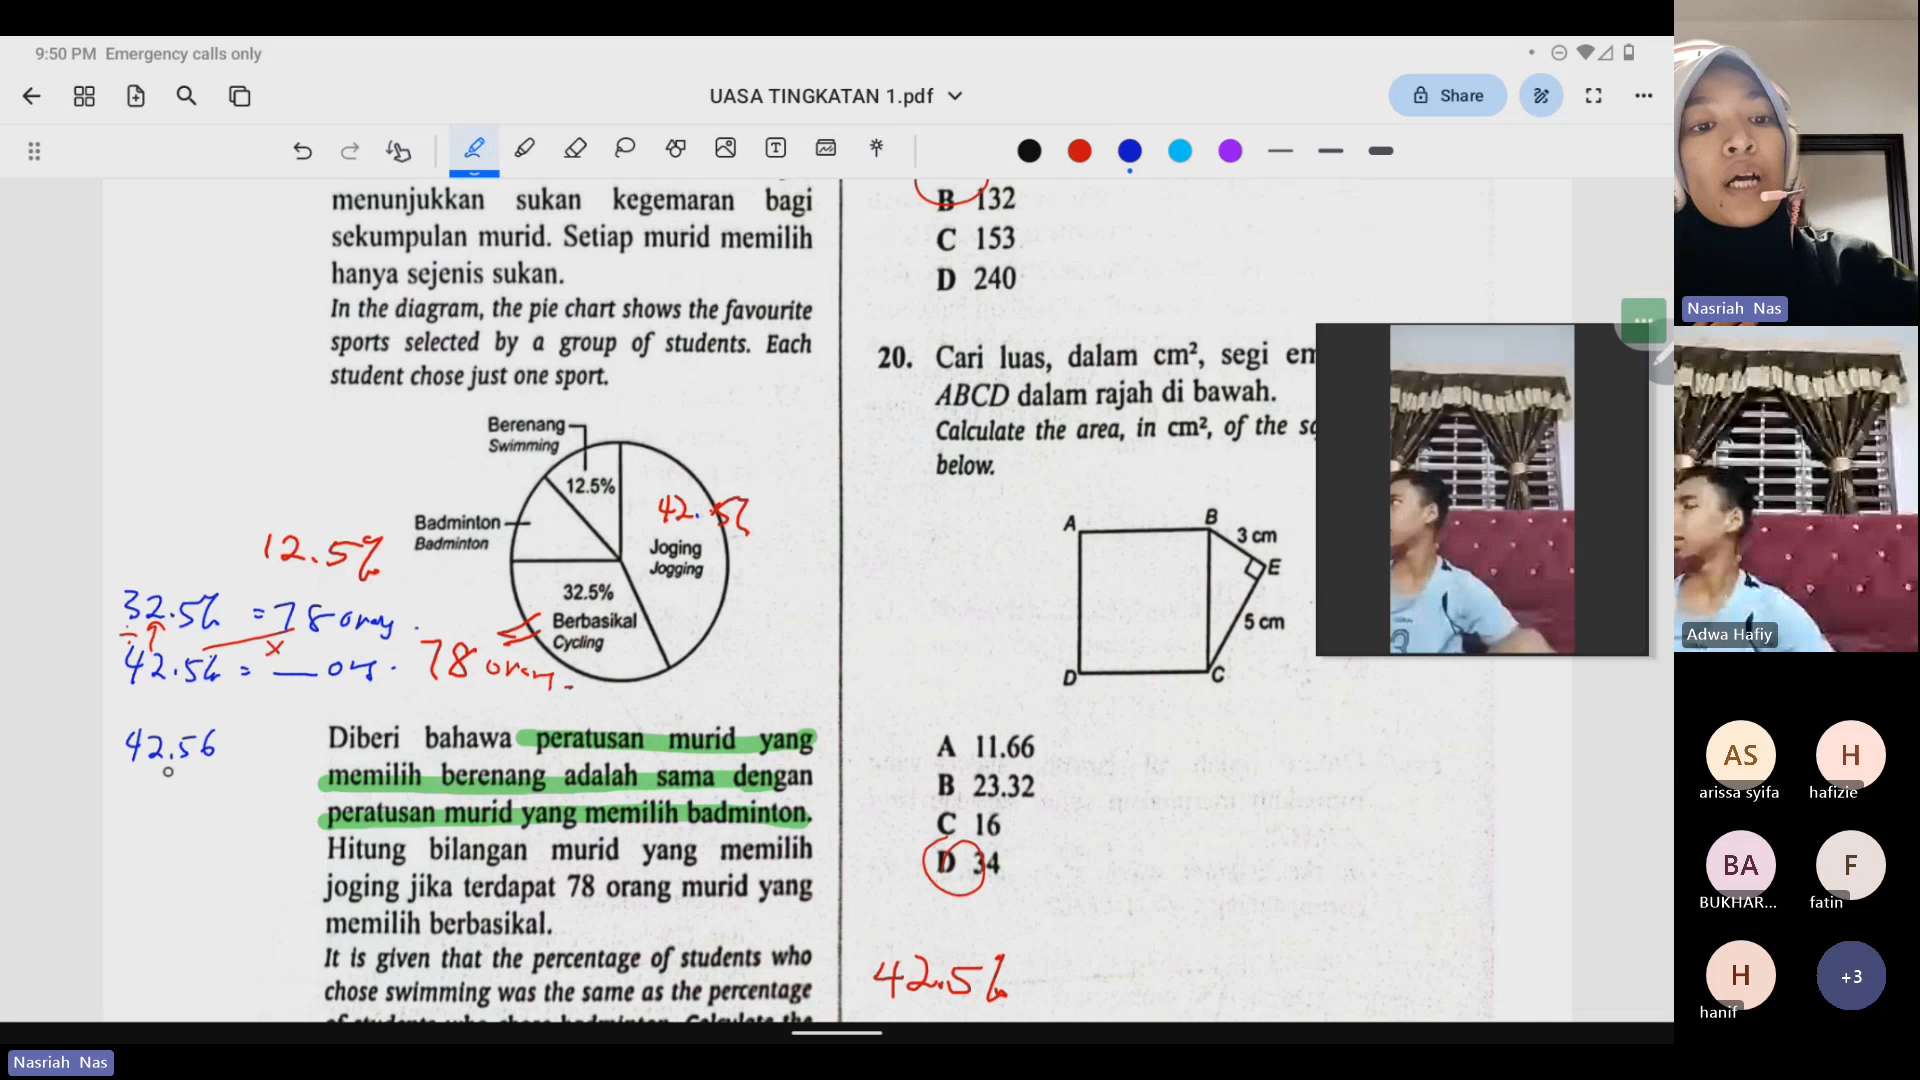 9:50 PM Emergency calls only
UASA TINGKATAN 1.pdf
Share
menunjukkan sukan kegemaran bagi
sekumpulan murid. Setiap murid memilih
hanya sejenis sukan.
In the diagram, the pie chart shows the favourite
sports selected by a group of students. Each
student chose just one sport.
Berenang
Swimming
12.5%
42.5%
Badminton
Badminton
12.5%
Joging
Jogging
32.5%
Berbasikal
Cycling
32.5% = 78 orang
÷ x
42.5% = __ org.
78 orang
42.56
Diberi bahawa peratusan murid yang
memilih berenang adalah sama dengan
peratusan murid yang memilih badminton.
Hitung bilangan murid yang memilih
joging jika terdapat 78 orang murid yang
memilih berbasikal.
It is given that the percentage of students who
chose swimming was the same as the percentage
B 132
C 153
D 240
20. Cari luas, dalam cm², segi
ABCD dalam rajah di bawah.
Calculate the area, in cm², of the
below.
A
B
3 cm
E
5 cm
D
C
A 11.66
B 23.32
C 16
D 34
42.5%
Nasriah Nas
Adwa Hafiy
AS
arissa syifa
H
hafizie
BA
BUKHAR...
F
fatin
H
hanif
+3
Nasriah Nas